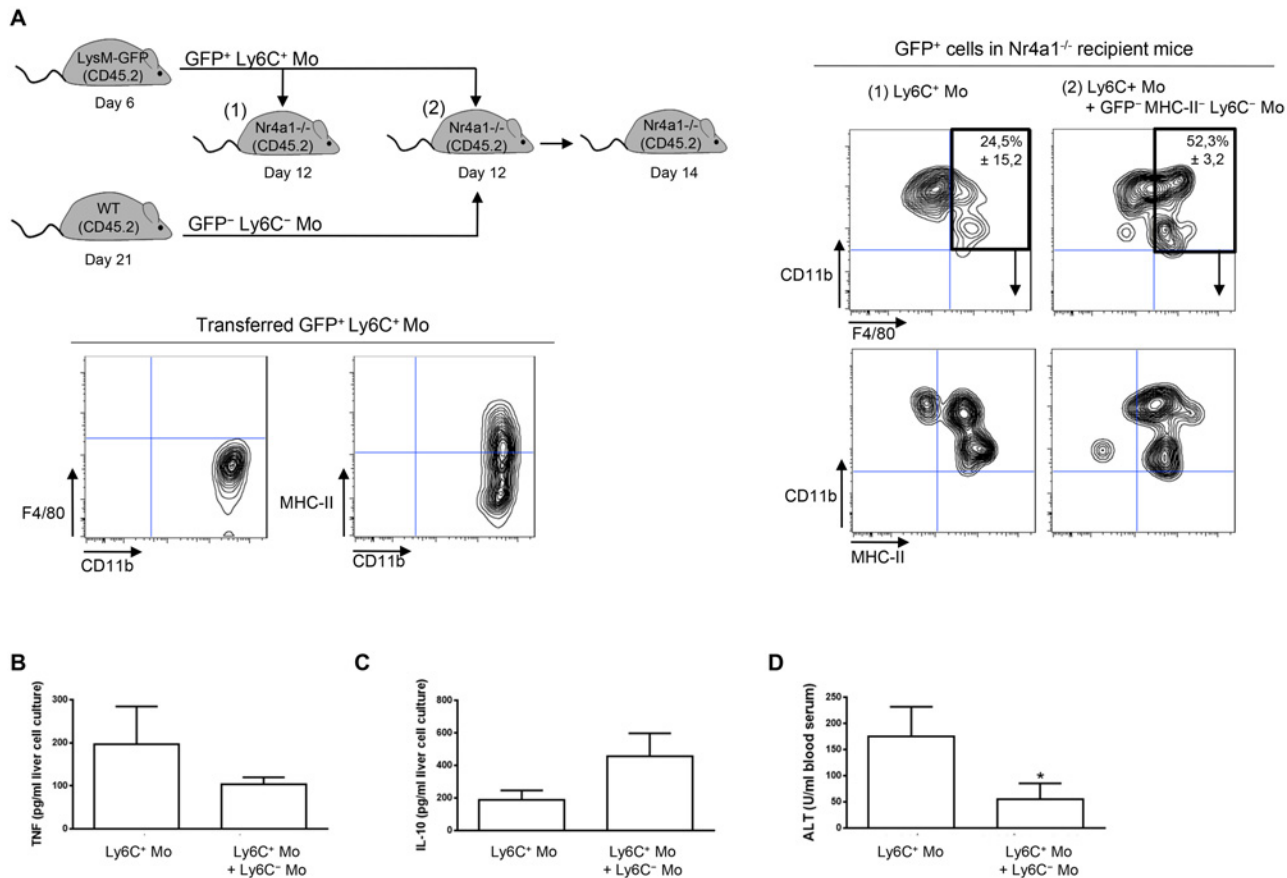 A
LysM-GFP
(CD45.2)
Day 6
GFP⁺ Ly6C⁺ Mo
(1)
Nr4a1-/-
(CD45.2)
Day 12
(2)
Nr4a1-/-
(CD45.2)
Day 12
Nr4a1-/-
(CD45.2)
Day 14
WT
(CD45.2)
Day 21
GFP⁻ Ly6C⁻ Mo
Transferred GFP⁺ Ly6C⁺ Mo
F4/80
CD11b
MHC-II
CD11b
GFP⁺ cells in Nr4a1⁻/⁻ recipient mice
(1) Ly6C⁺ Mo
(2) Ly6C+ Mo
+ GFP⁻ MHC-II⁻ Ly6C⁻ Mo
24,5%
± 15,2
52,3%
± 3,2
CD11b
F4/80
CD11b
MHC-II
B
TNF (pg/ml liver cell culture)
300
200
100
0
Ly6C⁺ Mo
Ly6C⁺ Mo
+ Ly6C⁻ Mo
C
IL-10 (pg/ml liver cell culture)
800
600
400
200
0
Ly6C⁺ Mo
Ly6C⁺ Mo
+ Ly6C⁻ Mo
D
ALT (U/ml blood serum)
250
200
150
100
50
0
*
Ly6C⁺ Mo
Ly6C⁺ Mo
+ Ly6C⁻ Mo